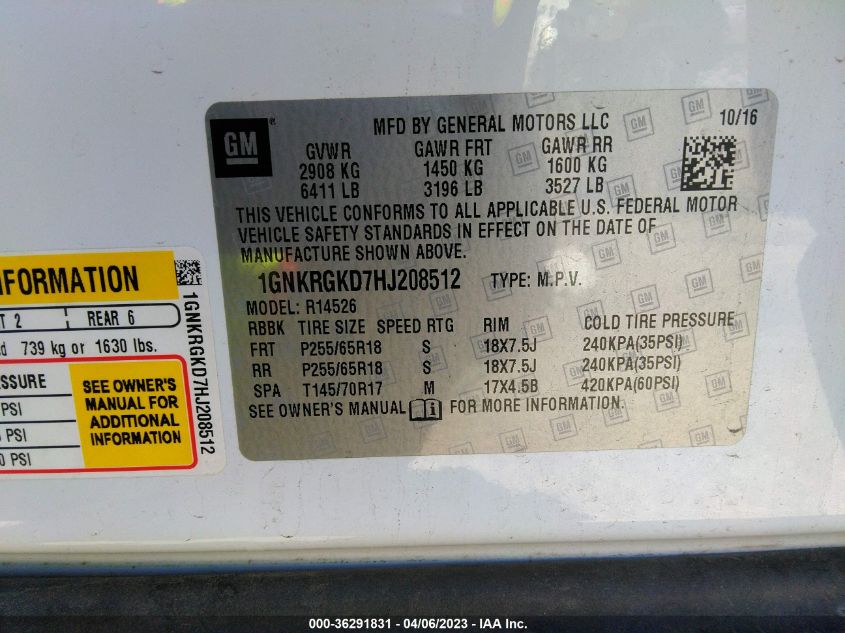 GM ®
MFD BY GENERAL MOTORS LLC 10/16
GVWR GAWR FRT GAWR RR
2908 KG 1450 KG 1600 KG
6411 LB 3196 LB 3527 LB
THIS VEHICLE CONFORMS TO ALL APPLICABLE U.S. FEDERAL MOTOR
VEHICLE SAFETY STANDARDS IN EFFECT ON THE DATE OF
MANUFACTURE SHOWN ABOVE.
1GNKRGKD7HJ208512 TYPE: M.P.V.
MODEL: R14526
RBBK TIRE SIZE SPEED RTG RIM COLD TIRE PRESSURE
FRT P255/65R18 S 18X7.5J 240KPA(35PSI)
RR P255/65R18 S 18X7.5J 240KPA(35PSI)
SPA T145/70R17 M 17X4.5B 420KPA(60PSI)
SEE OWNER'S MANUAL FOR MORE INFORMATION.
INFORMATION
2 REAR 6
739 kg or 1630 lbs.
PSI
PSI
PSI
SEE OWNER'S
MANUAL FOR
ADDITIONAL
INFORMATION
1GNKRGKD7HJ208512
000-36291831 - 04/06/2023 - IAA Inc.